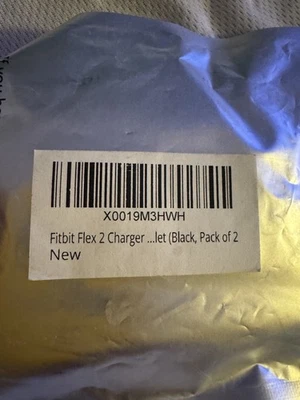 X0019M3HWH
Fitbit Flex 2 Charger ...let (Black, Pack of 2
New